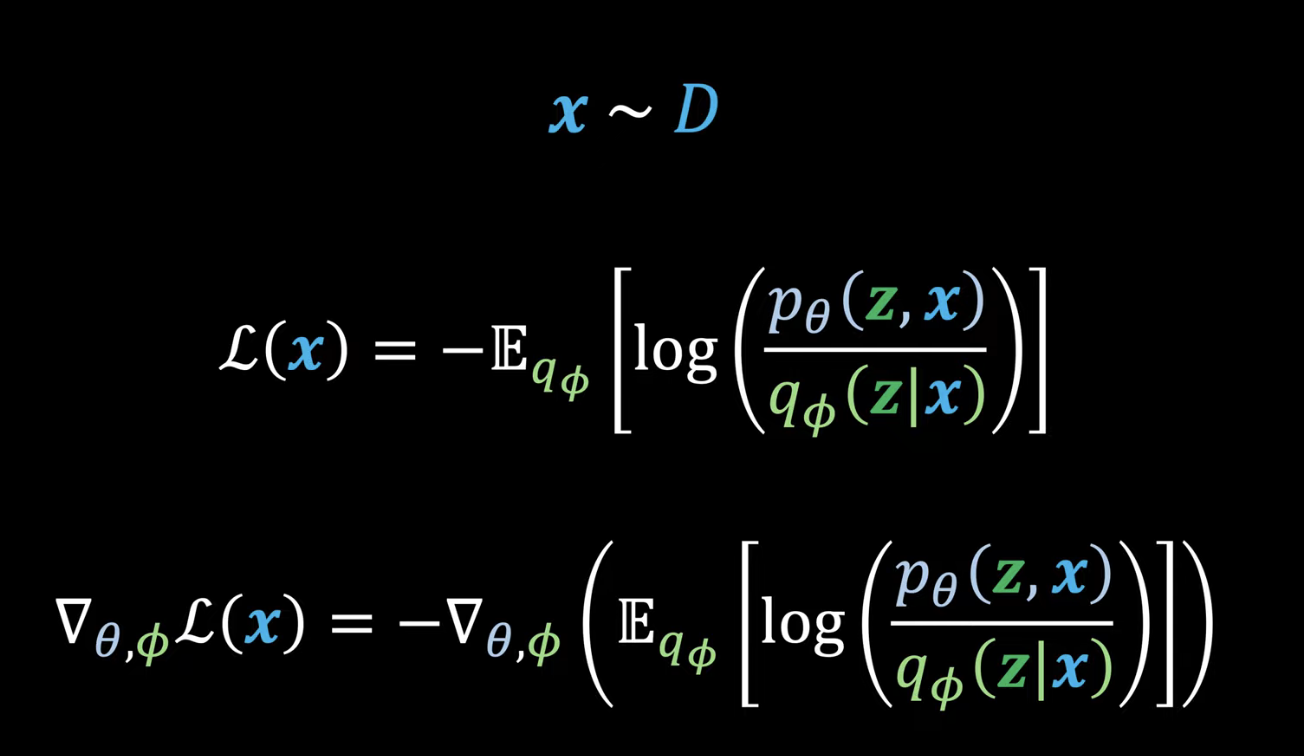 x ~ D
ℒ(x) = −𝔼_{q_ϕ} [log (p_θ(z, x) / q_ϕ(z|x))]
∇_{θ,ϕ}ℒ(x) = −∇_{θ,ϕ} (𝔼_{q_ϕ} [log (p_θ(z, x) / q_ϕ(z|x))])